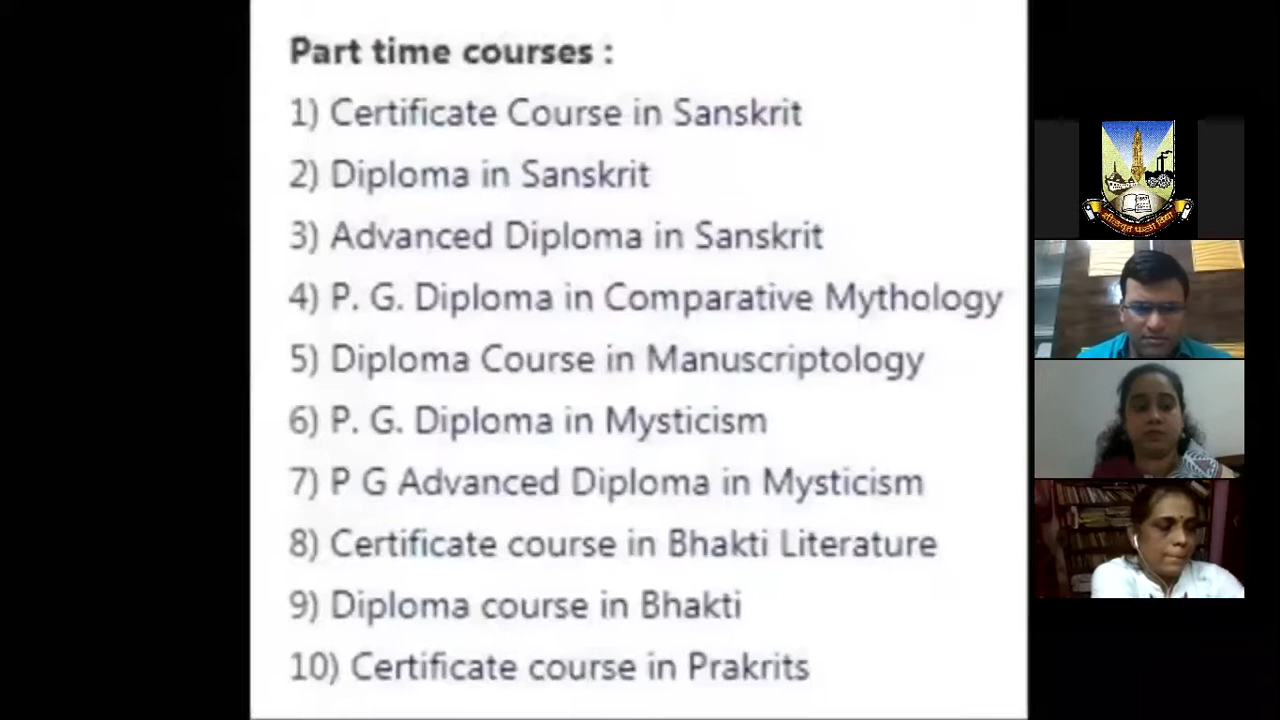 Part time courses :
1) Certificate Course in Sanskrit
2) Diploma in Sanskrit
3) Advanced Diploma in Sanskrit
4) P. G. Diploma in Comparative Mythology
5) Diploma Course in Manuscriptology
6) P. G. Diploma in Mysticism
7) P G Advanced Diploma in Mysticism
8) Certificate course in Bhakti Literature
9) Diploma course in Bhakti
10) Certificate course in Prakrits